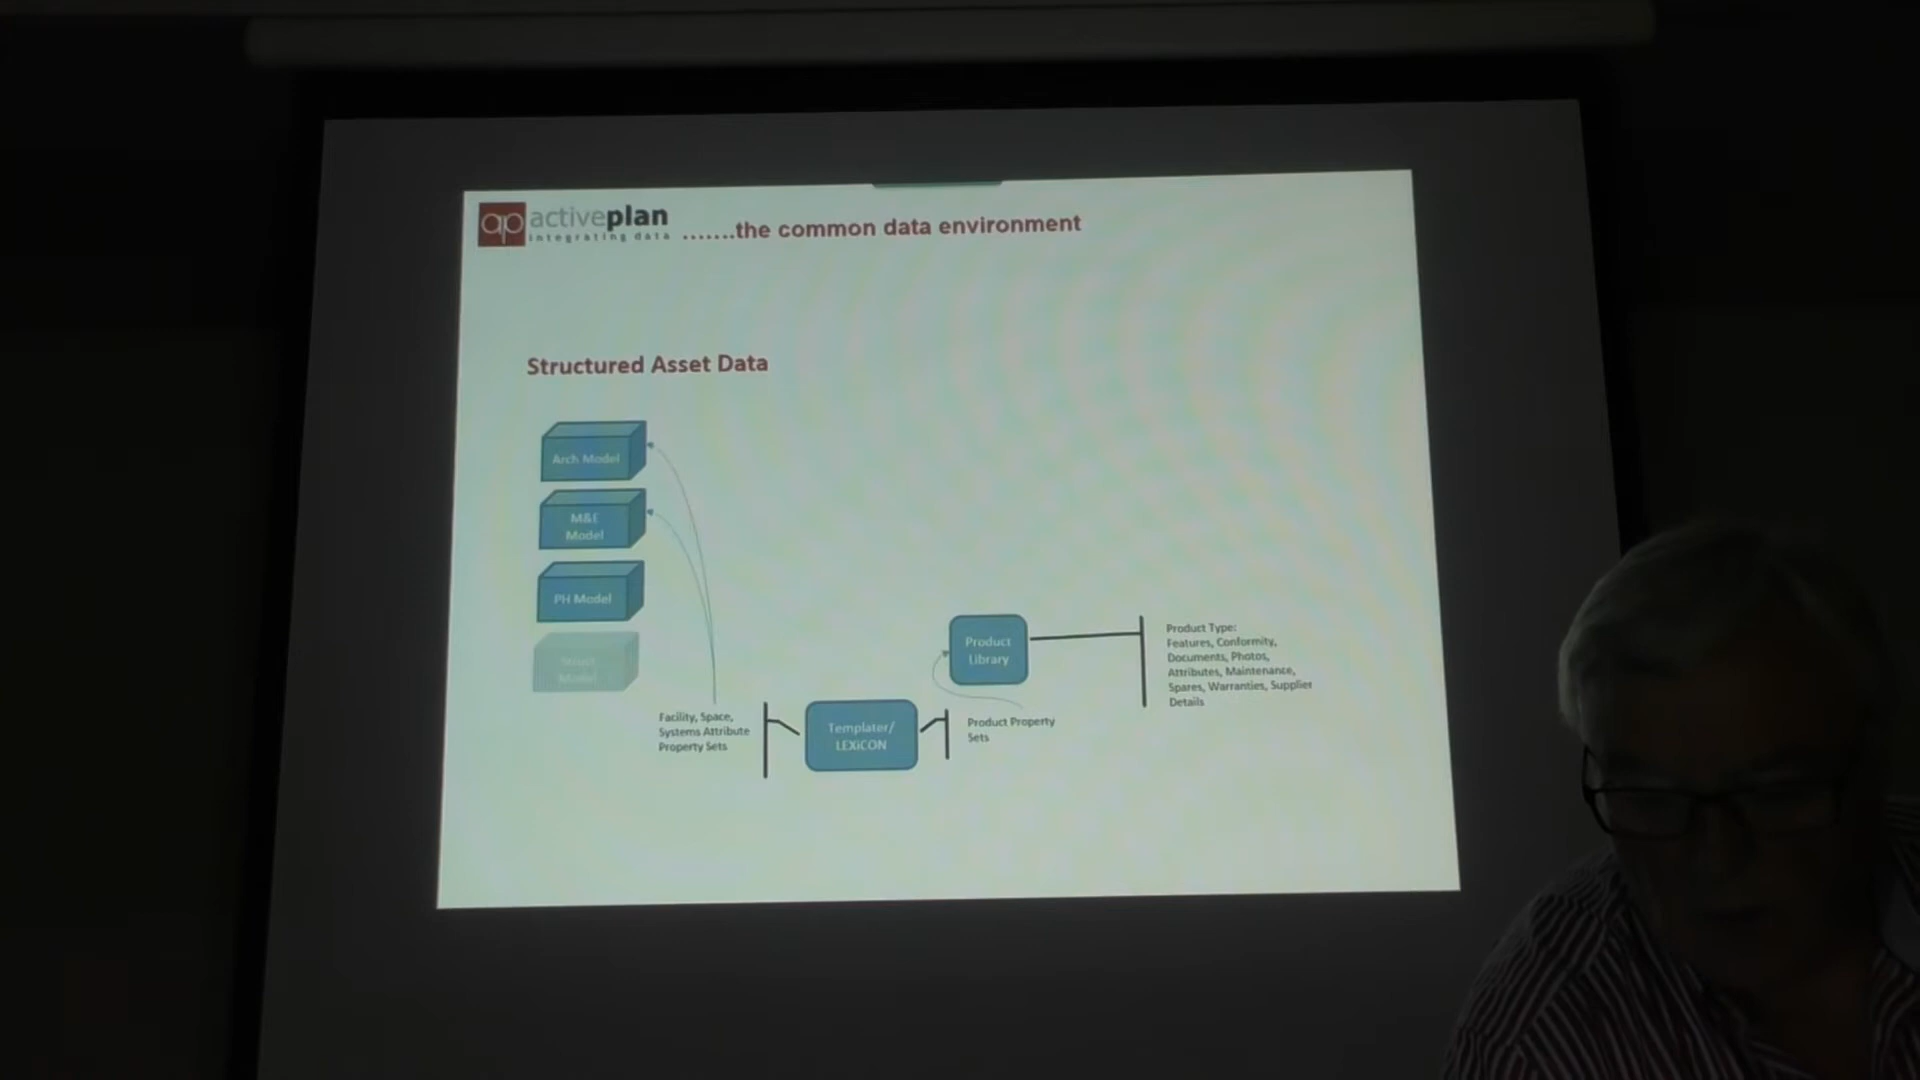 ap activeplan
integrating data
.......the common data environment
Structured Asset Data
Arch Model
M&E
Model
PH Model
Struct
Model
Facility, Space,
Systems Attribute
Property Sets
Templater/
LEXiCON
Product
Library
Product Property
Sets
Product Type:
Features, Conformity,
Documents, Photos,
Attributes, Maintenance,
Spares, Warranties, Supplier
Details